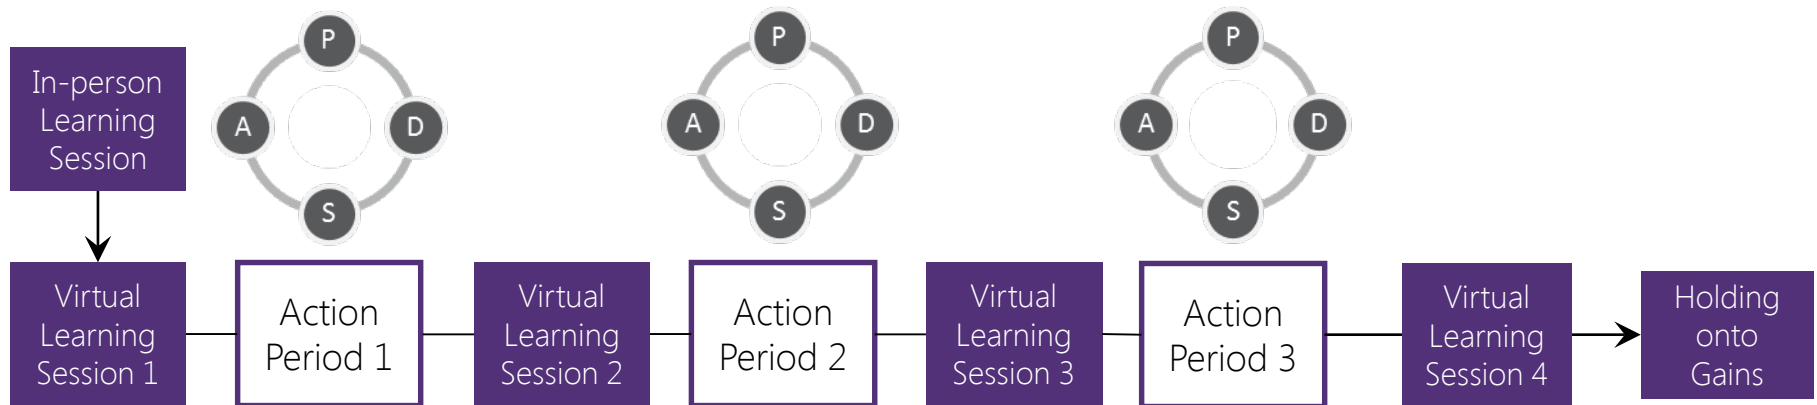 In-person
Learning
Session
P
A
D
S
P
A
D
S
P
A
D
S
Virtual
Learning
Session 1
Action
Period 1
Virtual
Learning
Session 2
Action
Period 2
Virtual
Learning
Session 3
Action
Period 3
Virtual
Learning
Session 4
Holding
onto
Gains